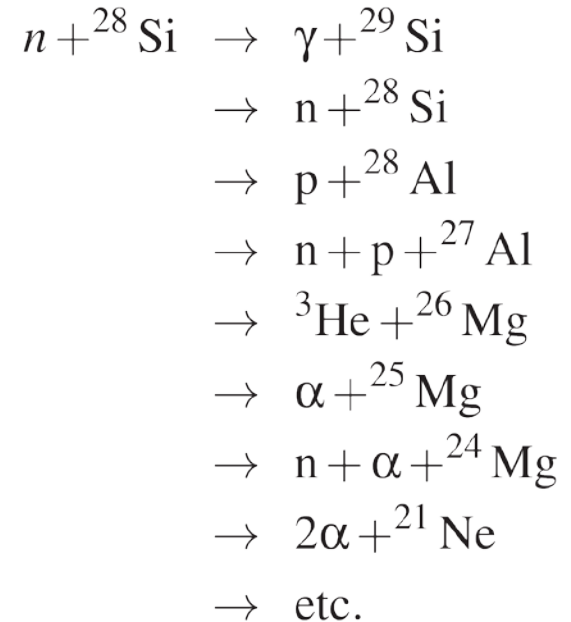 n + ²⁸Si → γ + ²⁹Si
→ n + ²⁸Si
→ p + ²⁸Al
→ n + p + ²⁷Al
→ ³He + ²⁶Mg
→ α + ²⁵Mg
→ n + α + ²⁴Mg
→ 2α + ²¹Ne
→ etc.